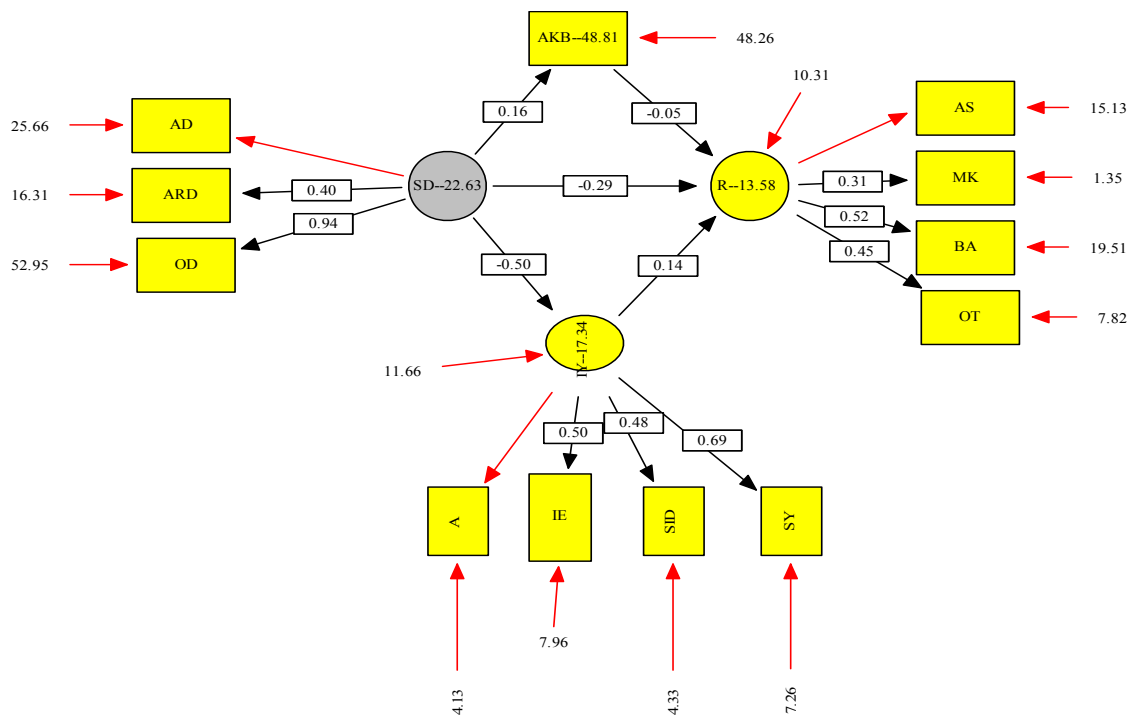 AKB--48.81
48.26
10.31
0.16
-0.05
25.66
AD
AS
15.13
16.31
ARD
0.40
SD--22.63
-0.29
R--13.58
0.31
MK
1.35
52.95
OD
0.94
0.52
BA
19.51
0.45
-0.50
0.14
OT
7.82
11.66
IY--17.34
0.50
0.48
0.69
A
IE
SID
SY
7.96
4.13
4.33
7.26